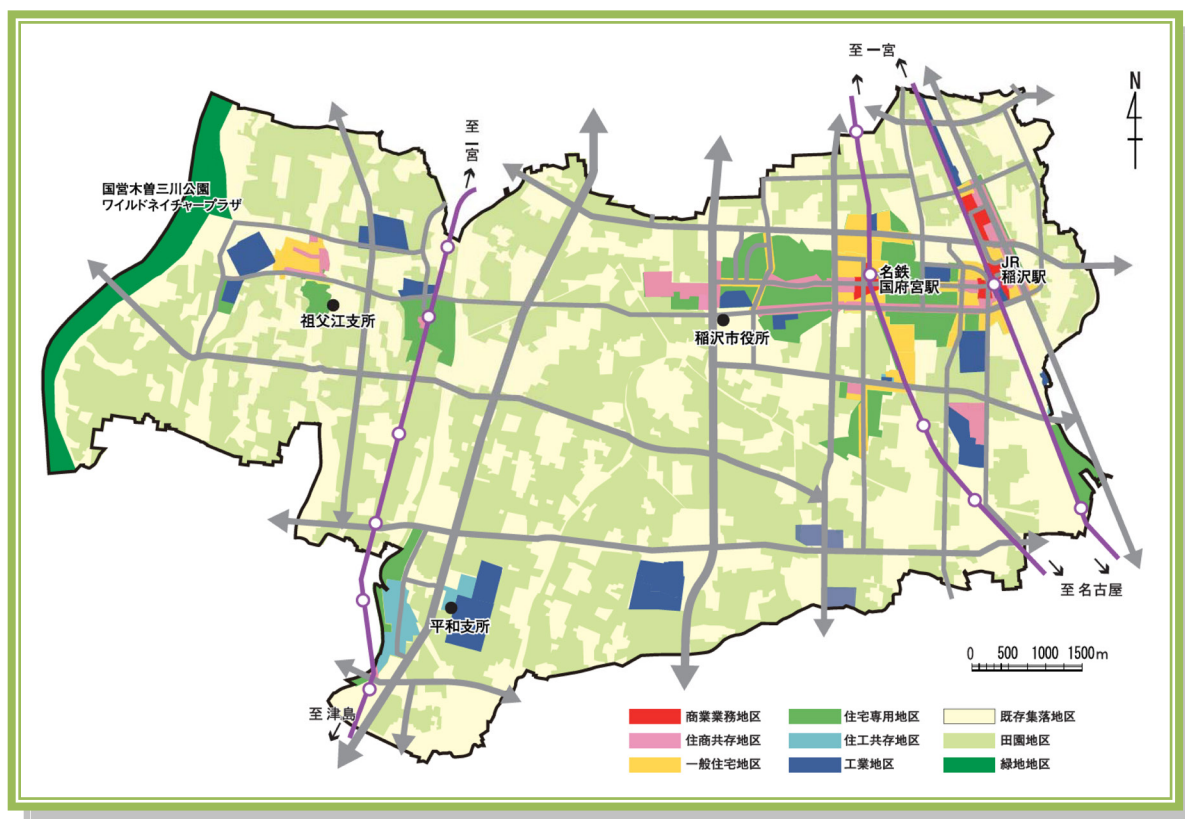 至 一宮
N
至
一
宮
国営木曽三川公園
ワイルドネイチャープラザ
JR
稲沢駅
名鉄
国府宮駅
祖父江支所
稲沢市役所
至 名古屋
平和支所
0 500 1000 1500m
至 津島
商業業務地区
住宅専用地区
既存集落地区
住商共存地区
住工共存地区
田園地区
一般住宅地区
工業地区
緑地地区